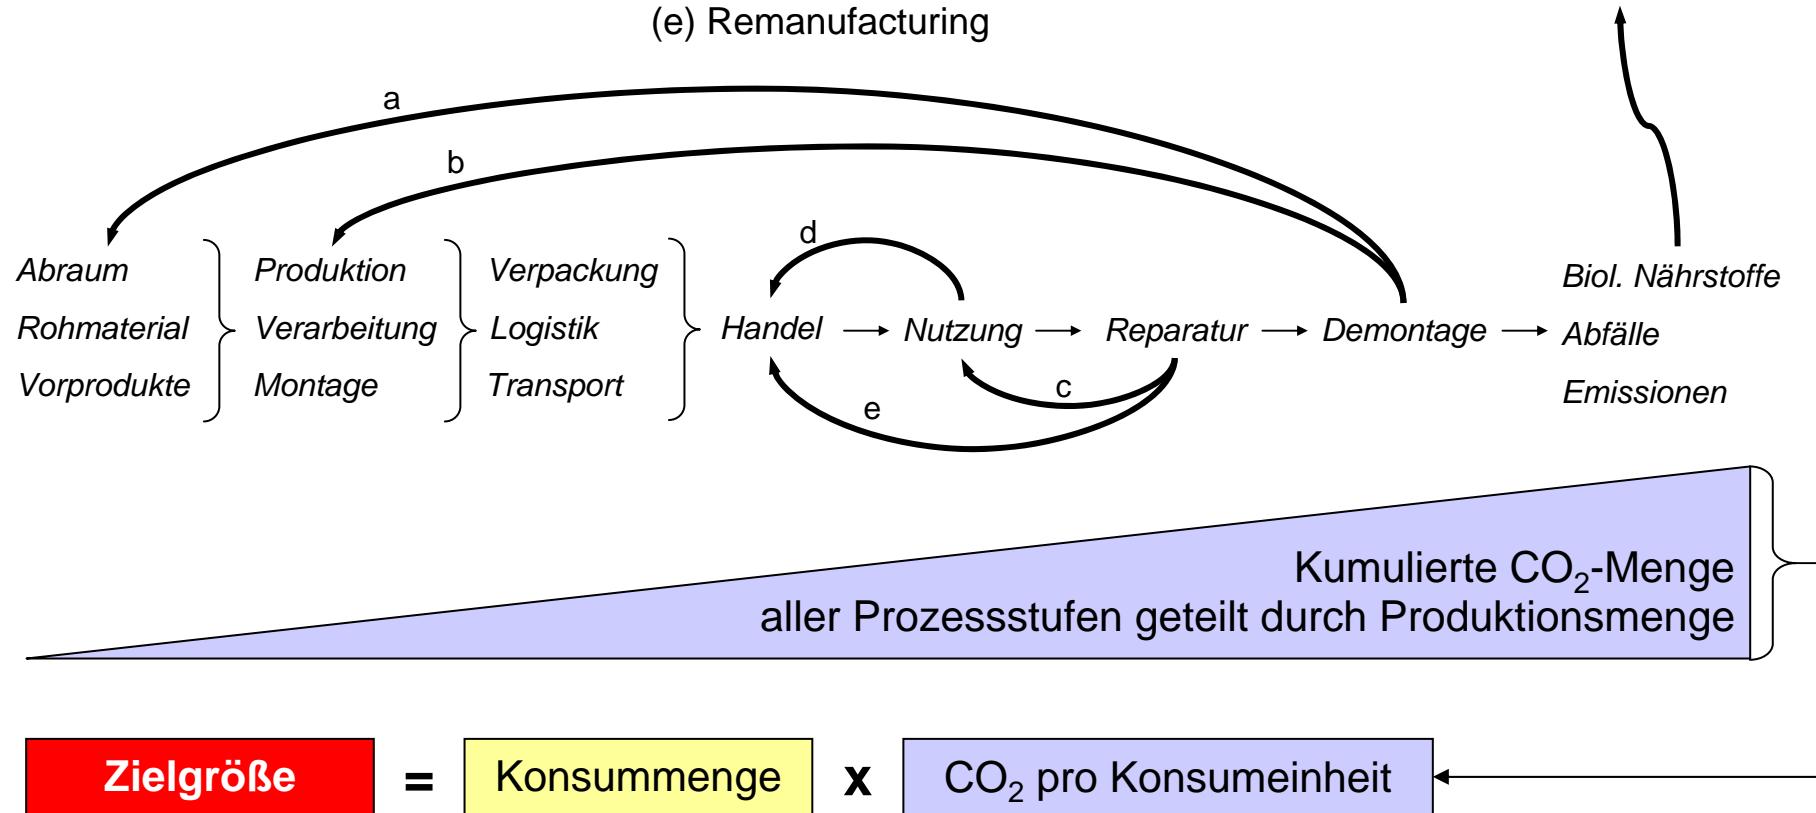 (e) Remanufacturing
a
b
d
Abraum
Rohmaterial
Vorprodukte
Produktion
Verarbeitung
Montage
Verpackung
Logistik
Transport
Handel
Nutzung
Reparatur
Demontage
Biol. Nährstoffe
Abfälle
Emissionen
c
e
Kumulierte CO₂-Menge
aller Prozessstufen geteilt durch Produktionsmenge
Zielgröße = Konsummenge x CO₂ pro Konsumeinheit